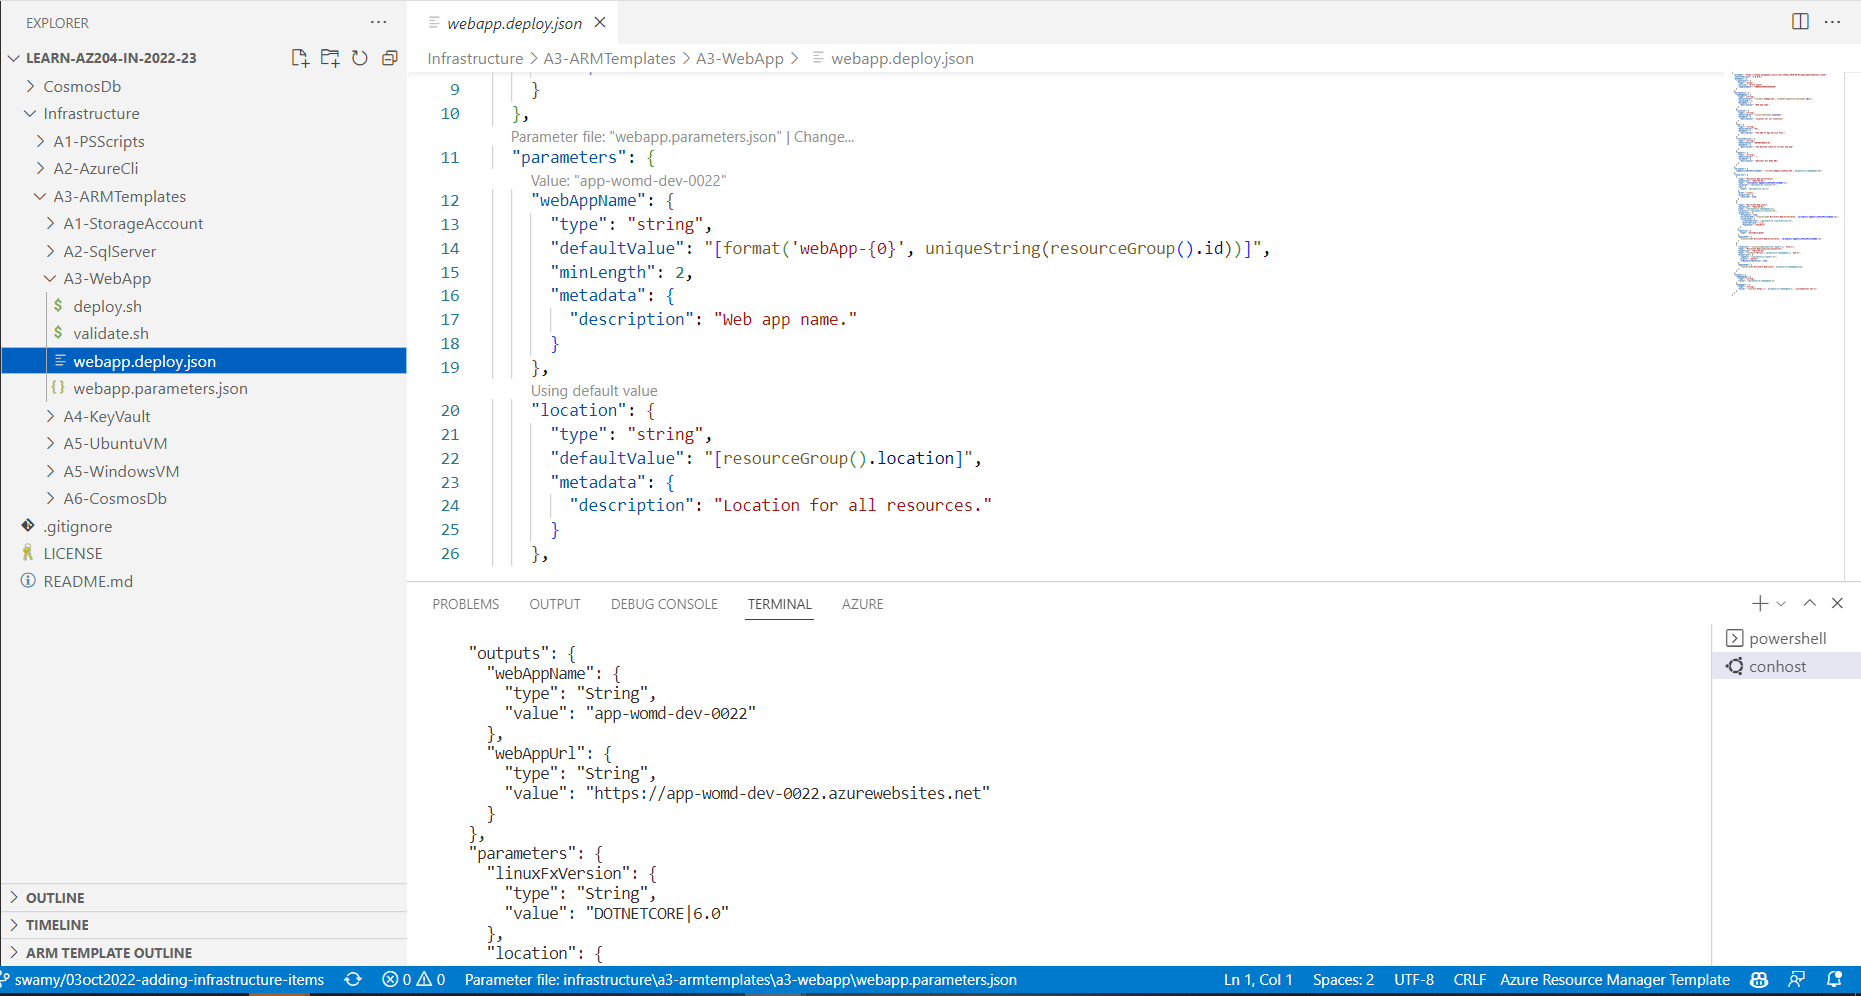 EXPLORER
LEARN-AZ204-IN-2022-23
CosmosDb
Infrastructure
A1-PSScripts
A2-AzureCli
A3-ARMTemplates
A1-StorageAccount
A2-SqlServer
A3-WebApp
$ deploy.sh
$ validate.sh
webapp.deploy.json
{} webapp.parameters.json
A4-KeyVault
A5-UbuntuVM
A5-WindowsVM
A6-CosmosDb
.gitignore
LICENSE
README.md
OUTLINE
TIMELINE
ARM TEMPLATE OUTLINE
webapp.deploy.json
Infrastructure > A3-ARMTemplates > A3-WebApp > webapp.deploy.json
9 }
10 },
Parameter file: "webapp.parameters.json" | Change...
11 "parameters": {
Value: "app-womd-dev-0022"
12 "webAppName": {
13 "type": "string",
14 "defaultValue": "[format('webApp-{0}', uniqueString(resourceGroup().id))]",
15 "minLength": 2,
16 "metadata": {
17 "description": "Web app name."
18 }
19 },
Using default value
20 "location": {
21 "type": "string",
22 "defaultValue": "[resourceGroup().location]",
23 "metadata": {
24 "description": "Location for all resources."
25 }
26 },
PROBLEMS OUTPUT DEBUG CONSOLE TERMINAL AZURE
"outputs": {
"webAppName": {
"type": "String",
"value": "app-womd-dev-0022"
},
"webAppUrl": {
"type": "String",
"value": "https://app-womd-dev-0022.azurewebsites.net"
}
},
"parameters": {
"linuxFxVersion": {
"type": "String",
"value": "DOTNETCORE|6.0"
},
"location": {
powershell
conhost
swamy/03oct2022-adding-infrastructure-items 0 0 Parameter file: infrastructure\a3-armtemplates\a3-webapp\webapp.parameters.json Ln 1, Col 1 Spaces: 2 UTF-8 CRLF Azure Resource Manager Template